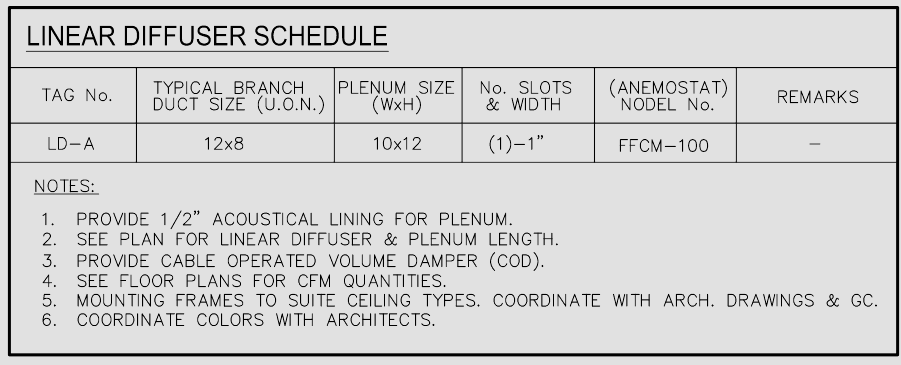 LINEAR DIFFUSER SCHEDULE
TAG No.
TYPICAL BRANCH
DUCT SIZE (U.O.N.)
PLENUM SIZE
(WxH)
No. SLOTS
& WIDTH
(ANEMOSTAT)
NODEL No.
REMARKS
LD-A
12x8
10x12
(1)-1"
FFCM-100
-
NOTES:
1. PROVIDE 1/2" ACOUSTICAL LINING FOR PLENUM.
2. SEE PLAN FOR LINEAR DIFFUSER & PLENUM LENGTH.
3. PROVIDE CABLE OPERATED VOLUME DAMPER (COD).
4. SEE FLOOR PLANS FOR CFM QUANTITIES.
5. MOUNTING FRAMES TO SUITE CEILING TYPES. COORDINATE WITH ARCH. DRAWINGS & GC.
6. COORDINATE COLORS WITH ARCHITECTS.